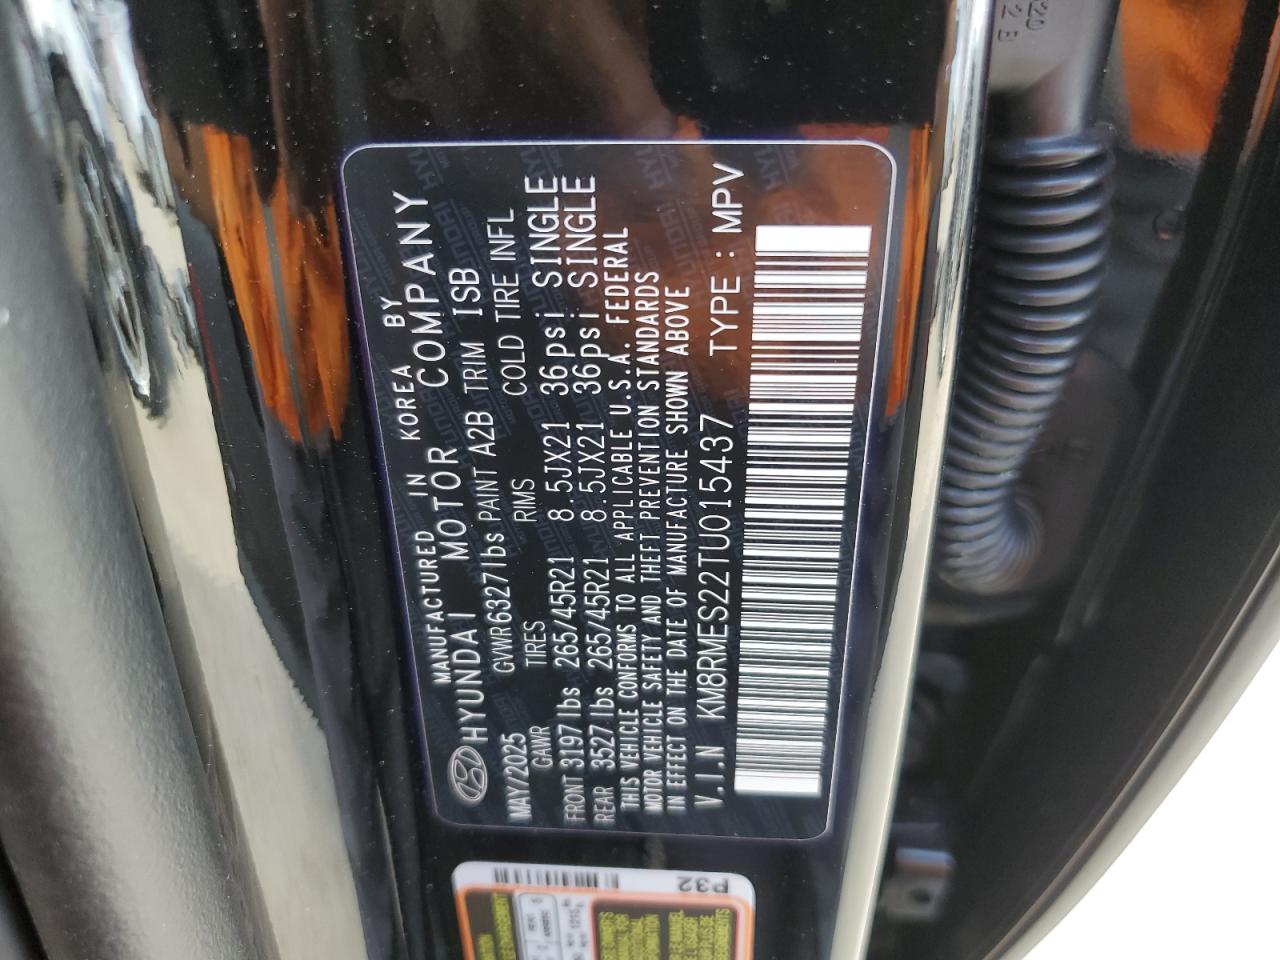 MANUFACTURED IN KOREA BY
HYUNDAI MOTOR COMPANY
MAY/2025 GVWR6327lbs PAINT A2B TRIM ISB
GAWR TIRES RIMS COLD TIRE INFL
FRONT 3197lbs 265/45R21 8.5JX21 36psi SINGLE
REAR 3527lbs 265/45R21 8.5JX21 36psi SINGLE
THIS VEHICLE CONFORMS TO ALL APPLICABLE U.S.A. FEDERAL
MOTOR VEHICLE SAFETY AND THEFT PREVENTION STANDARDS
IN EFFECT ON THE DATE OF MANUFACTURE SHOWN ABOVE
V.I.N KM8RMES22TU015437 TYPE : MPV
P32